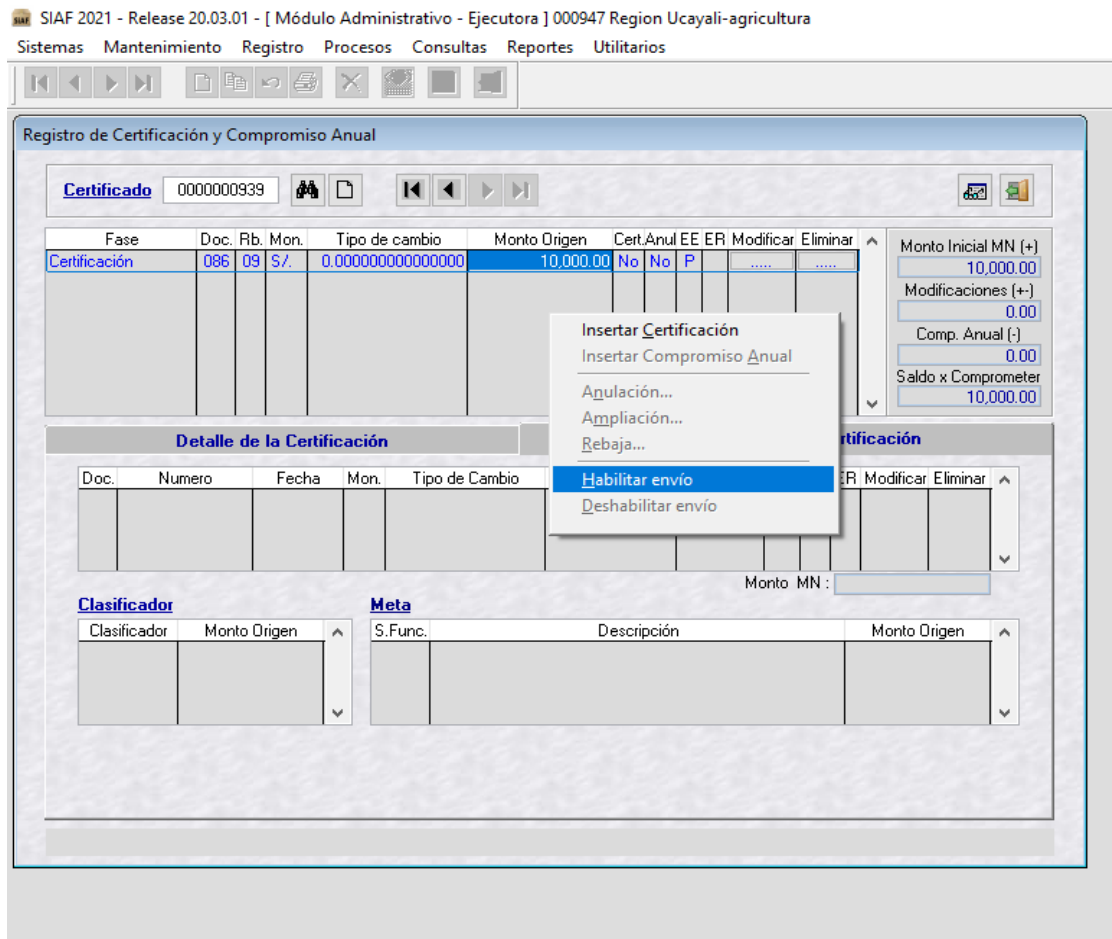 SIAF 2021 - Release 20.03.01 - [ Módulo Administrativo - Ejecutora ] 000947 Region Ucayali-agricultura
Sistemas Mantenimiento Registro Procesos Consultas Reportes Utilitarios
Registro de Certificación y Compromiso Anual
Certificado 0000000939
Fase Doc. Rb. Mon. Tipo de cambio Monto Origen Cert. Anul EE ER Modificar Eliminar
Certificación 086 09 S/. 0.000000000000000 10,000.00 No No P ..... .....
Monto Inicial MN (+)
10,000.00
Modificaciones (+-)
0.00
Comp. Anual (-)
0.00
Saldo x Comprometer
10,000.00
Insertar Certificación
Insertar Compromiso Anual
Anulación...
Ampliación...
Rebaja...
Habilitar envío
Deshabilitar envío
Detalle de la Certificación rtificación
Doc. Numero Fecha Mon. Tipo de Cambio ER Modificar Eliminar
Monto MN :
Clasificador Meta
Clasificador Monto Origen S.Func. Descripción Monto Origen